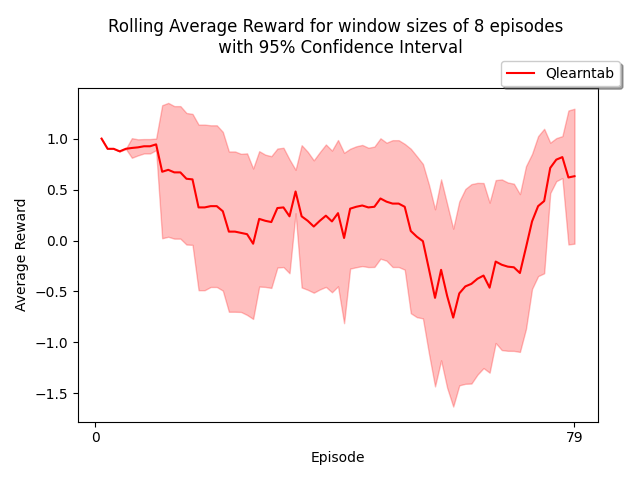 Rolling Average Reward for window sizes of 8 episodes
with 95% Confidence Interval
Qlearntab
1.0
0.5
0.0
−0.5
−1.0
−1.5
Average Reward
0
79
Episode